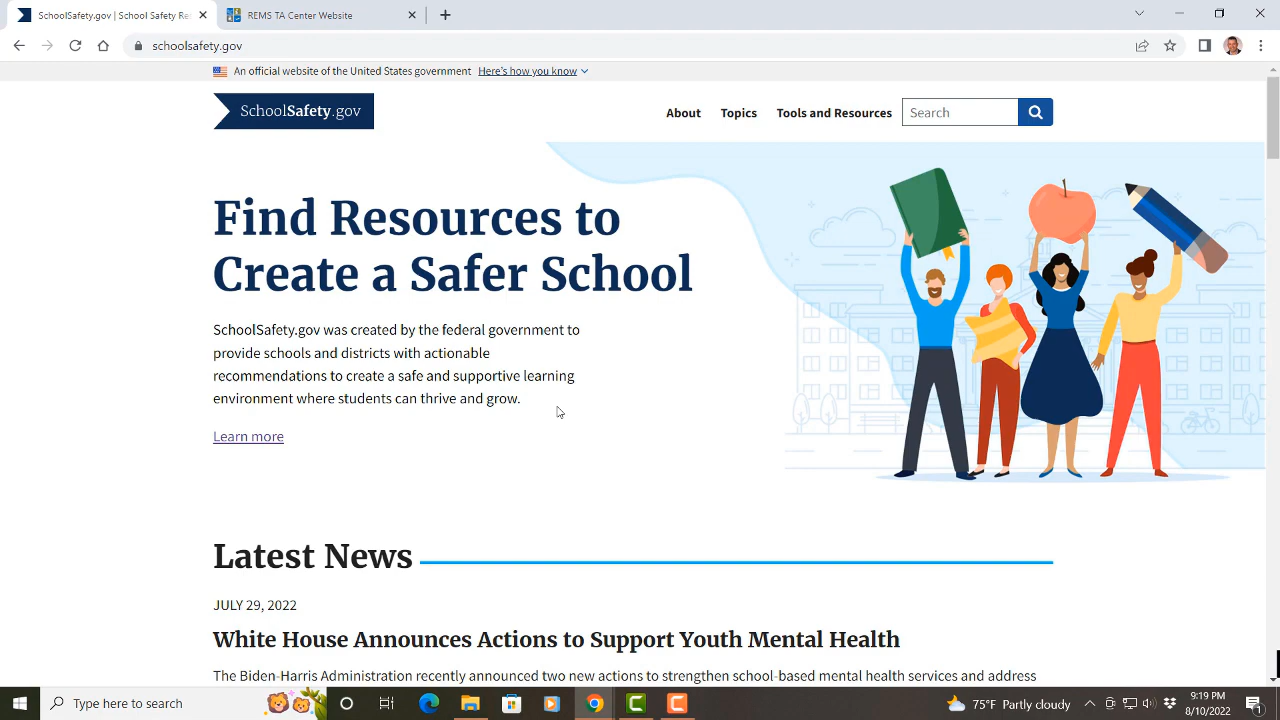 SchoolSafety.gov | School Safety Re
REMS TA Center Website
schoolsafety.gov
An official website of the United States government Here's how you know
SchoolSafety.gov
About Topics Tools and Resources Search
Find Resources to
Create a Safer School
SchoolSafety.gov was created by the federal government to
provide schools and districts with actionable
recommendations to create a safe and supportive learning
environment where students can thrive and grow.
Learn more
Latest News
JULY 29, 2022
White House Announces Actions to Support Youth Mental Health
The Biden-Harris Administration recently announced two new actions to strengthen school-based mental health services and address
Type here to search
75°F Partly cloudy
9:19 PM
8/10/2022